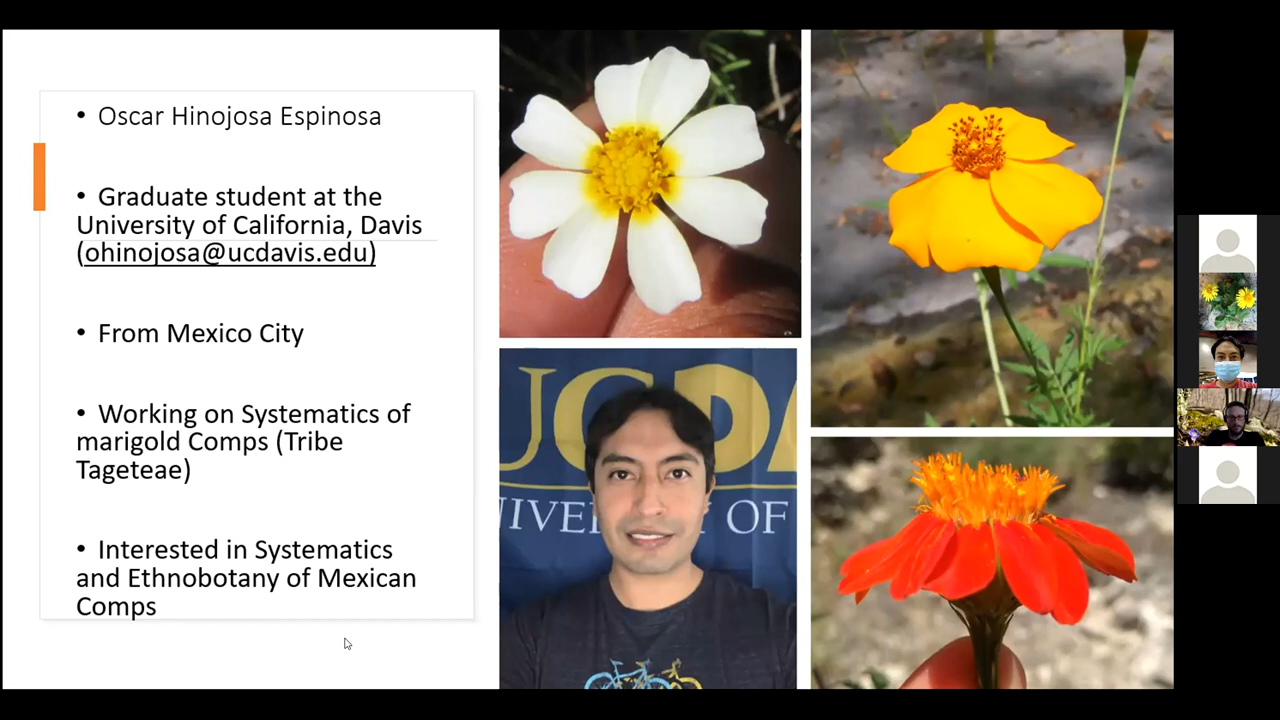 • Oscar Hinojosa Espinosa
• Graduate student at the
University of California, Davis
(ohinojosa@ucdavis.edu)
• From Mexico City
• Working on Systematics of
marigold Comps (Tribe
Tageteae)
• Interested in Systematics
and Ethnobotany of Mexican
Comps
UCDA
NIVE Y OF